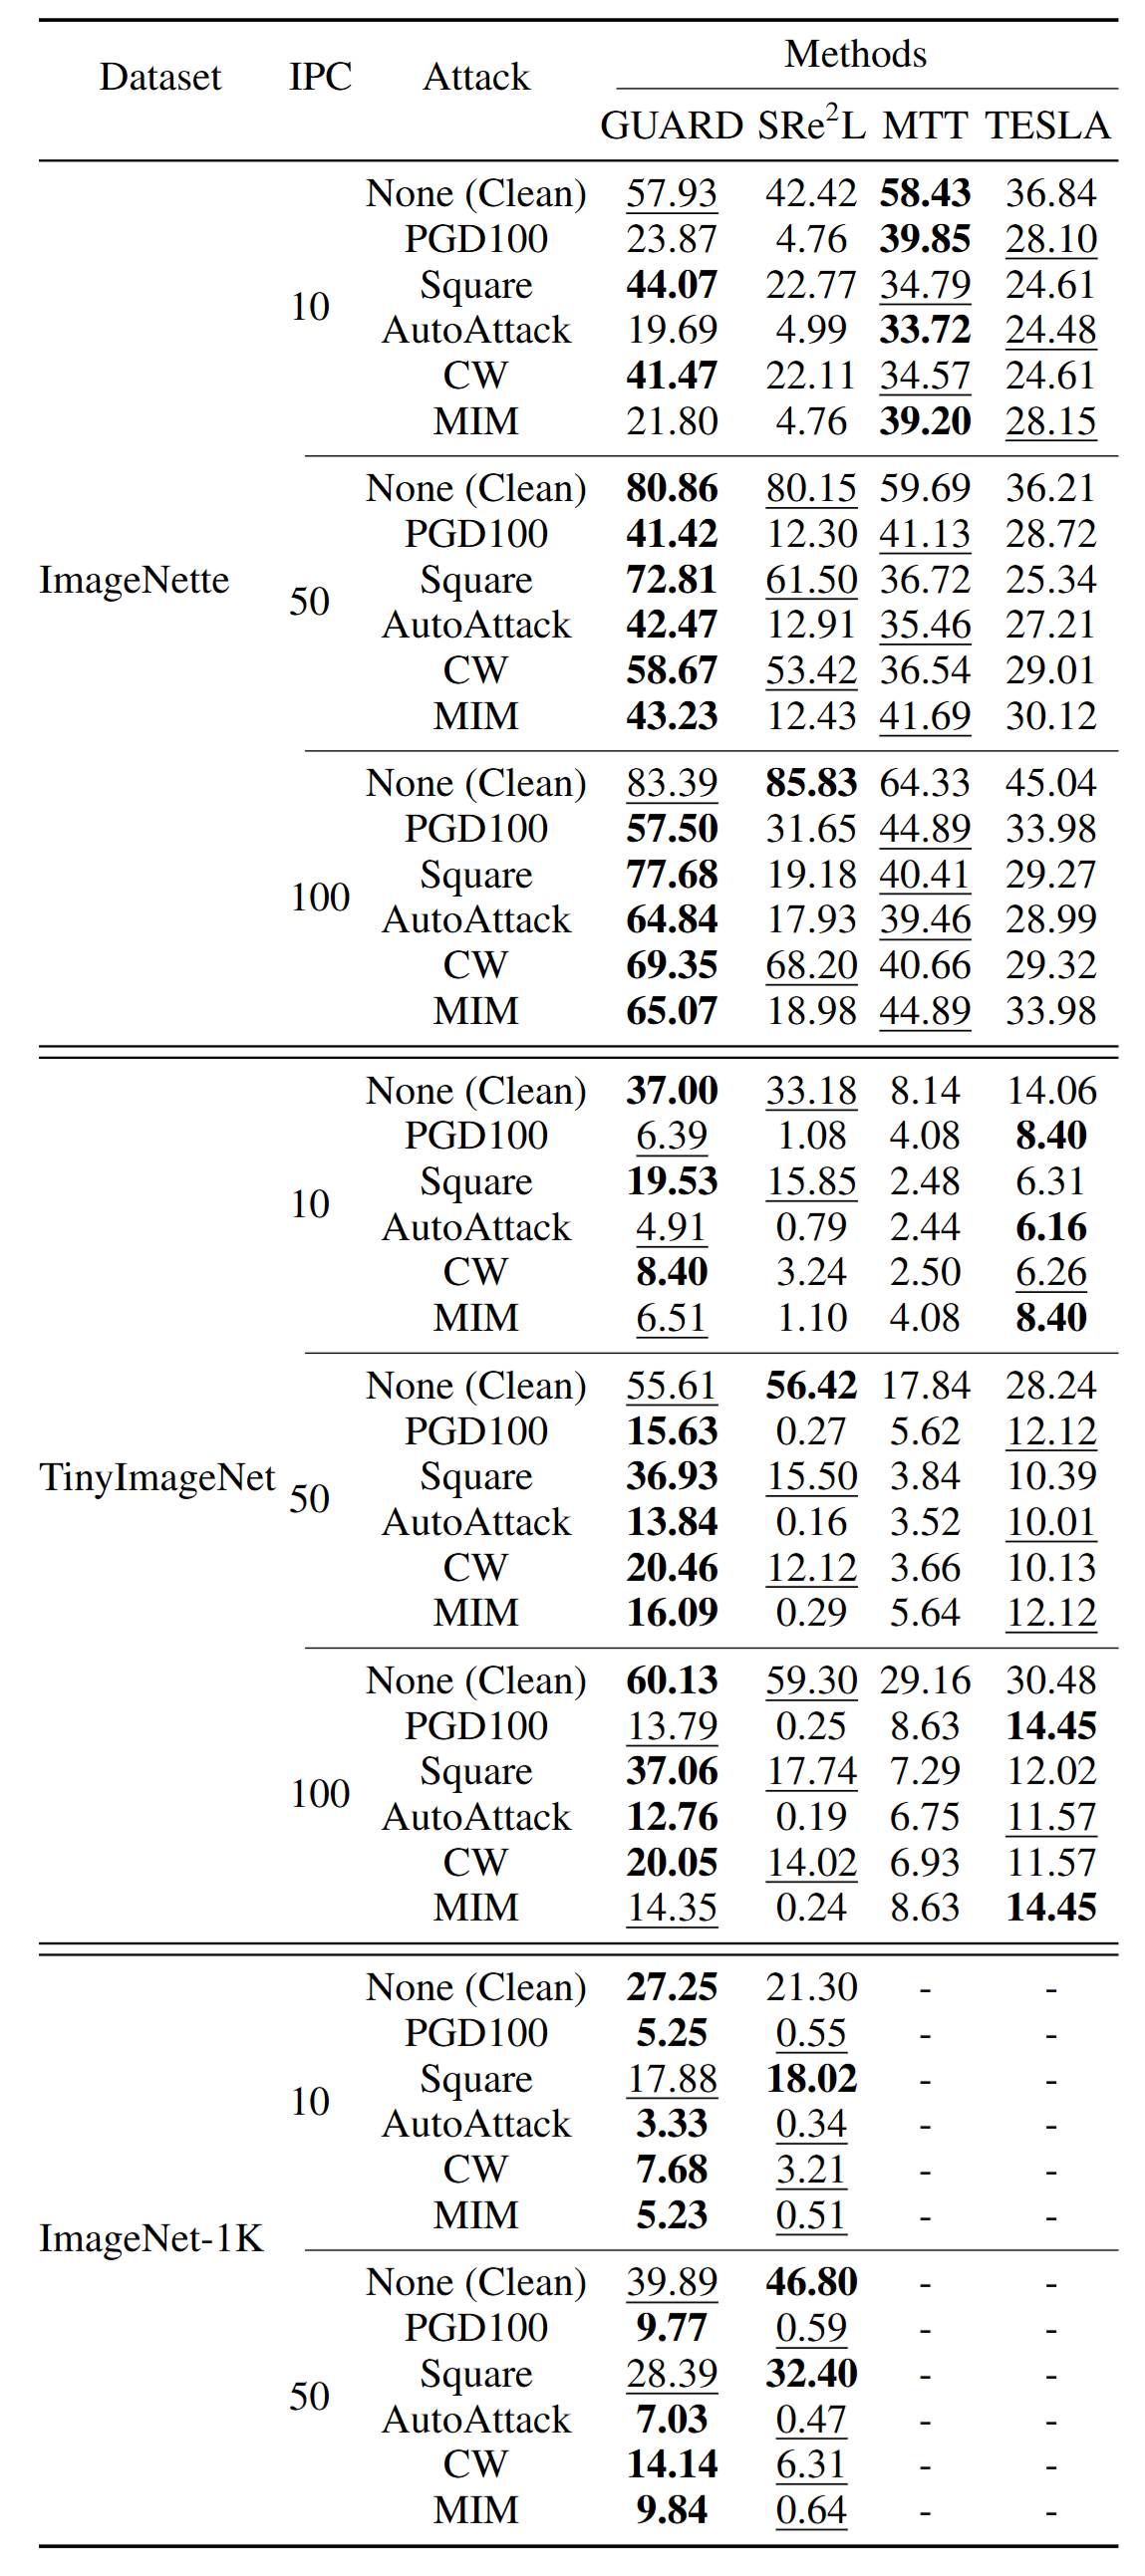 Methods
Dataset IPC Attack
GUARD SRe²L MTT TESLA
None (Clean) 57.93 42.42 58.43 36.84
PGD100 23.87 4.76 39.85 28.10
Square 44.07 22.77 34.79 24.61
10
AutoAttack 19.69 4.99 33.72 24.48
CW 41.47 22.11 34.57 24.61
MIM 21.80 4.76 39.20 28.15
None (Clean) 80.86 80.15 59.69 36.21
PGD100 41.42 12.30 41.13 28.72
ImageNette Square 72.81 61.50 36.72 25.34
50
AutoAttack 42.47 12.91 35.46 27.21
CW 58.67 53.42 36.54 29.01
MIM 43.23 12.43 41.69 30.12
None (Clean) 83.39 85.83 64.33 45.04
PGD100 57.50 31.65 44.89 33.98
Square 77.68 19.18 40.41 29.27
100
AutoAttack 64.84 17.93 39.46 28.99
CW 69.35 68.20 40.66 29.32
MIM 65.07 18.98 44.89 33.98
None (Clean) 37.00 33.18 8.14 14.06
PGD100 6.39 1.08 4.08 8.40
Square 19.53 15.85 2.48 6.31
10
AutoAttack 4.91 0.79 2.44 6.16
CW 8.40 3.24 2.50 6.26
MIM 6.51 1.10 4.08 8.40
None (Clean) 55.61 56.42 17.84 28.24
PGD100 15.63 0.27 5.62 12.12
TinyImageNet Square 36.93 15.50 3.84 10.39
50
AutoAttack 13.84 0.16 3.52 10.01
CW 20.46 12.12 3.66 10.13
MIM 16.09 0.29 5.64 12.12
None (Clean) 60.13 59.30 29.16 30.48
PGD100 13.79 0.25 8.63 14.45
Square 37.06 17.74 7.29 12.02
100
AutoAttack 12.76 0.19 6.75 11.57
CW 20.05 14.02 6.93 11.57
MIM 14.35 0.24 8.63 14.45
None (Clean) 27.25 21.30 - -
PGD100 5.25 0.55 - -
Square 17.88 18.02 - -
10
AutoAttack 3.33 0.34 - -
CW 7.68 3.21 - -
MIM 5.23 0.51 - -
ImageNet-1K
None (Clean) 39.89 46.80 - -
PGD100 9.77 0.59 - -
Square 28.39 32.40 - -
50
AutoAttack 7.03 0.47 - -
CW 14.14 6.31 - -
MIM 9.84 0.64 - -